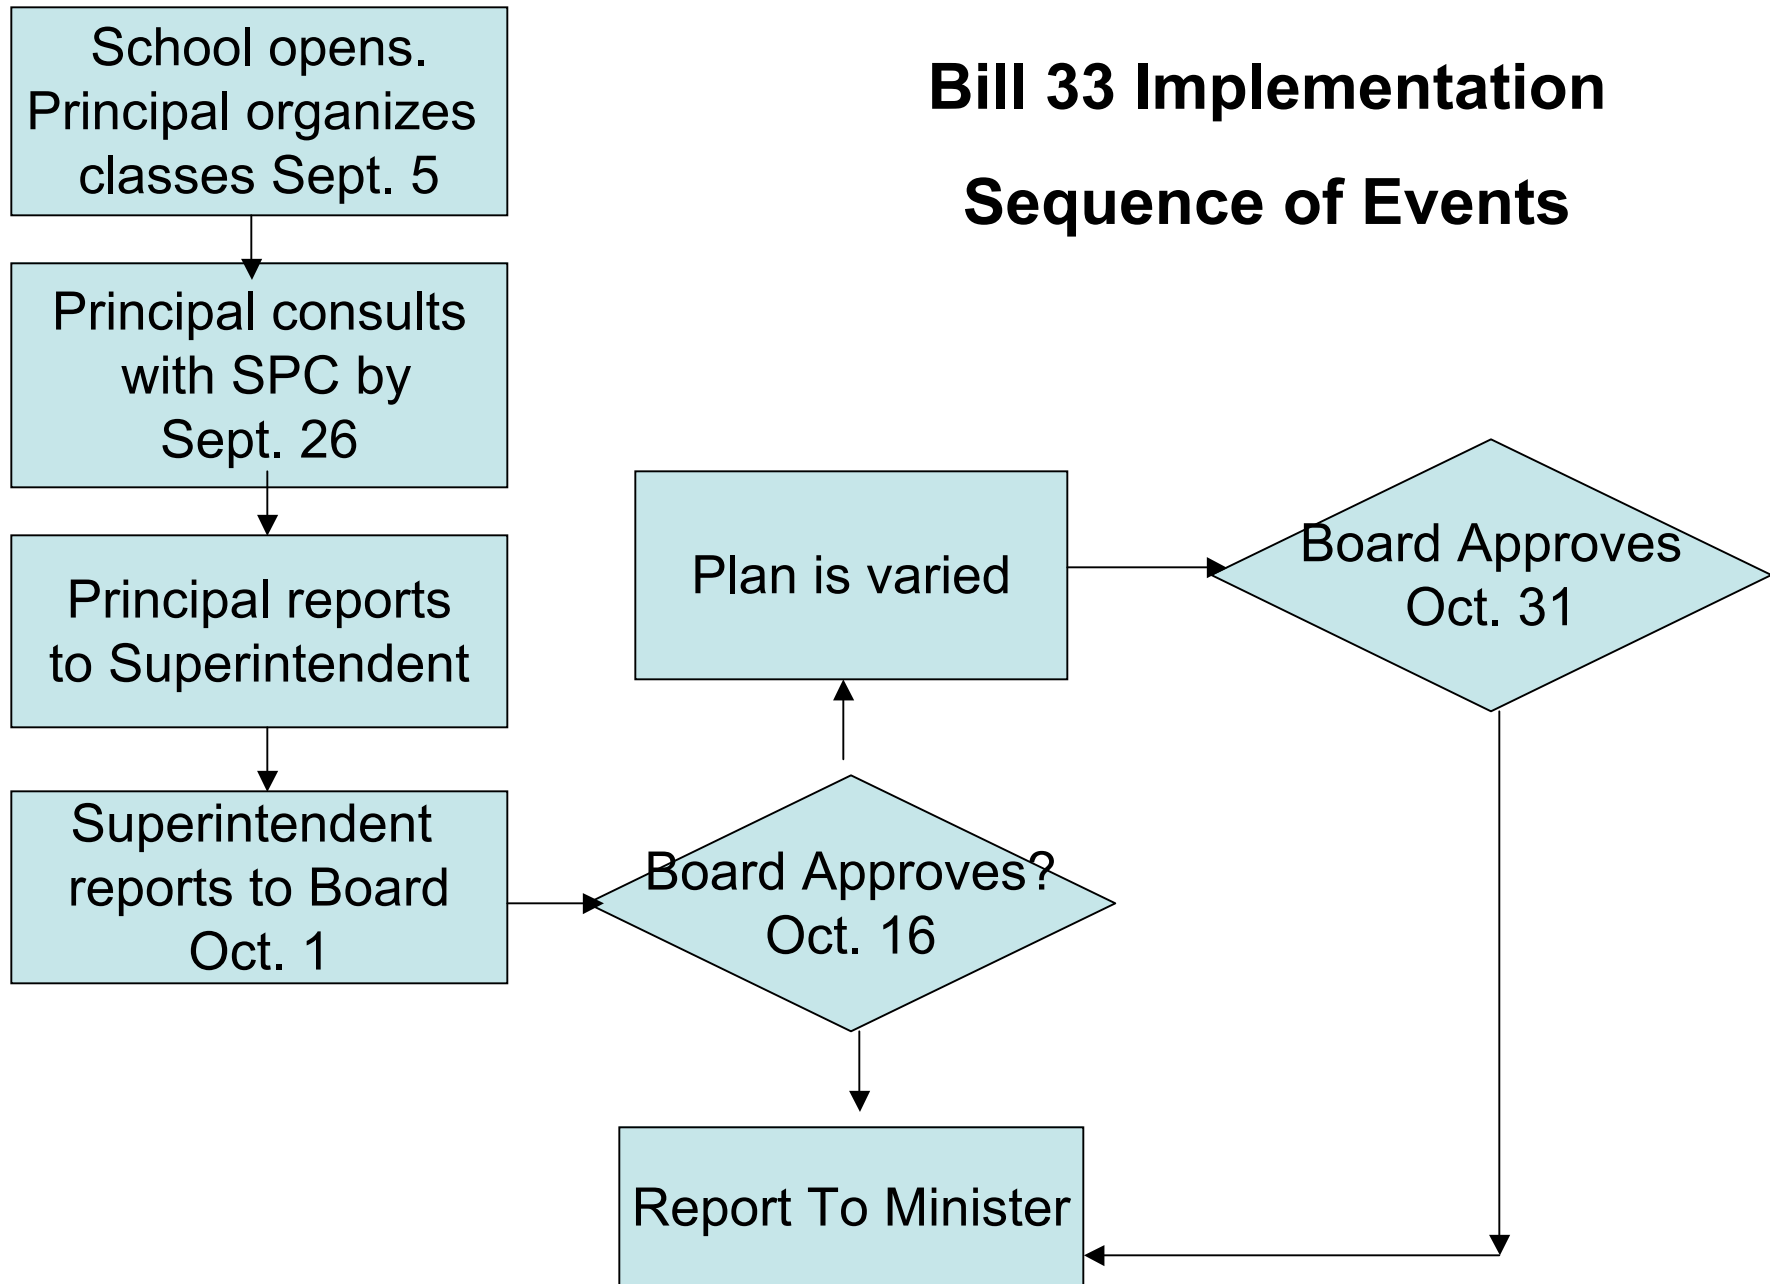 Bill 33 Implementation
Sequence of Events
School opens.
Principal organizes
classes Sept. 5
Principal consults
with SPC by
Sept. 26
Principal reports
to Superintendent
Superintendent
reports to Board
Oct. 1
Board Approves?
Oct. 16
Plan is varied
Board Approves
Oct. 31
Report To Minister